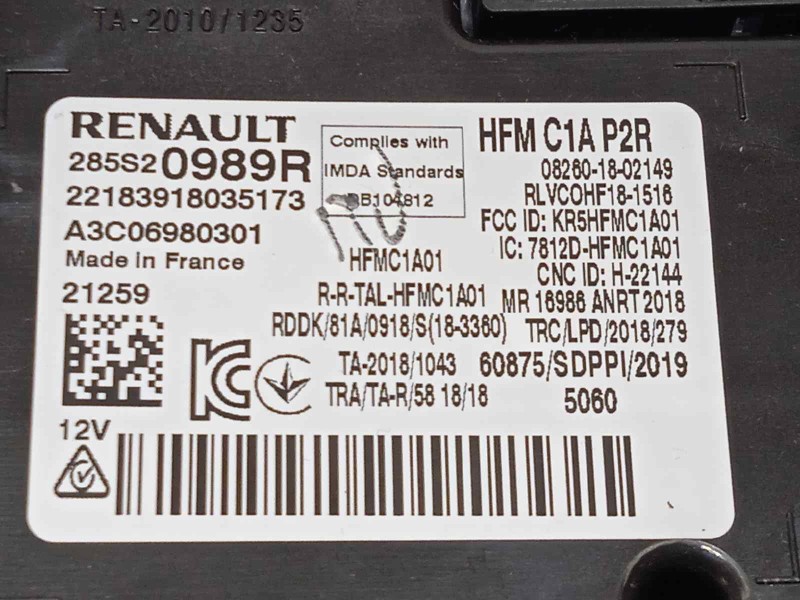 TA-2010/1235
RENAULT
285S20989R
22183918035173
A3C06980301
Made in France
21259
12V
Complies with
IMDA Standards
DB104812
HFMC1A01
R-R-TAL-HFMC1A01
RDDK/81A/0918/S(18-3360)
TA-2018/1043
TRA/TA-R/58 18/18
HFM C1A P2R
08260-18-02149
RLVCOHF18-1516
FCC ID: KR5HFMC1A01
IC: 7812D-HFMC1A01
CNC ID: H-22144
MR 16986 ANRT 2018
TRC/LPD/2018/279
60875/SDPPI/2019
5060